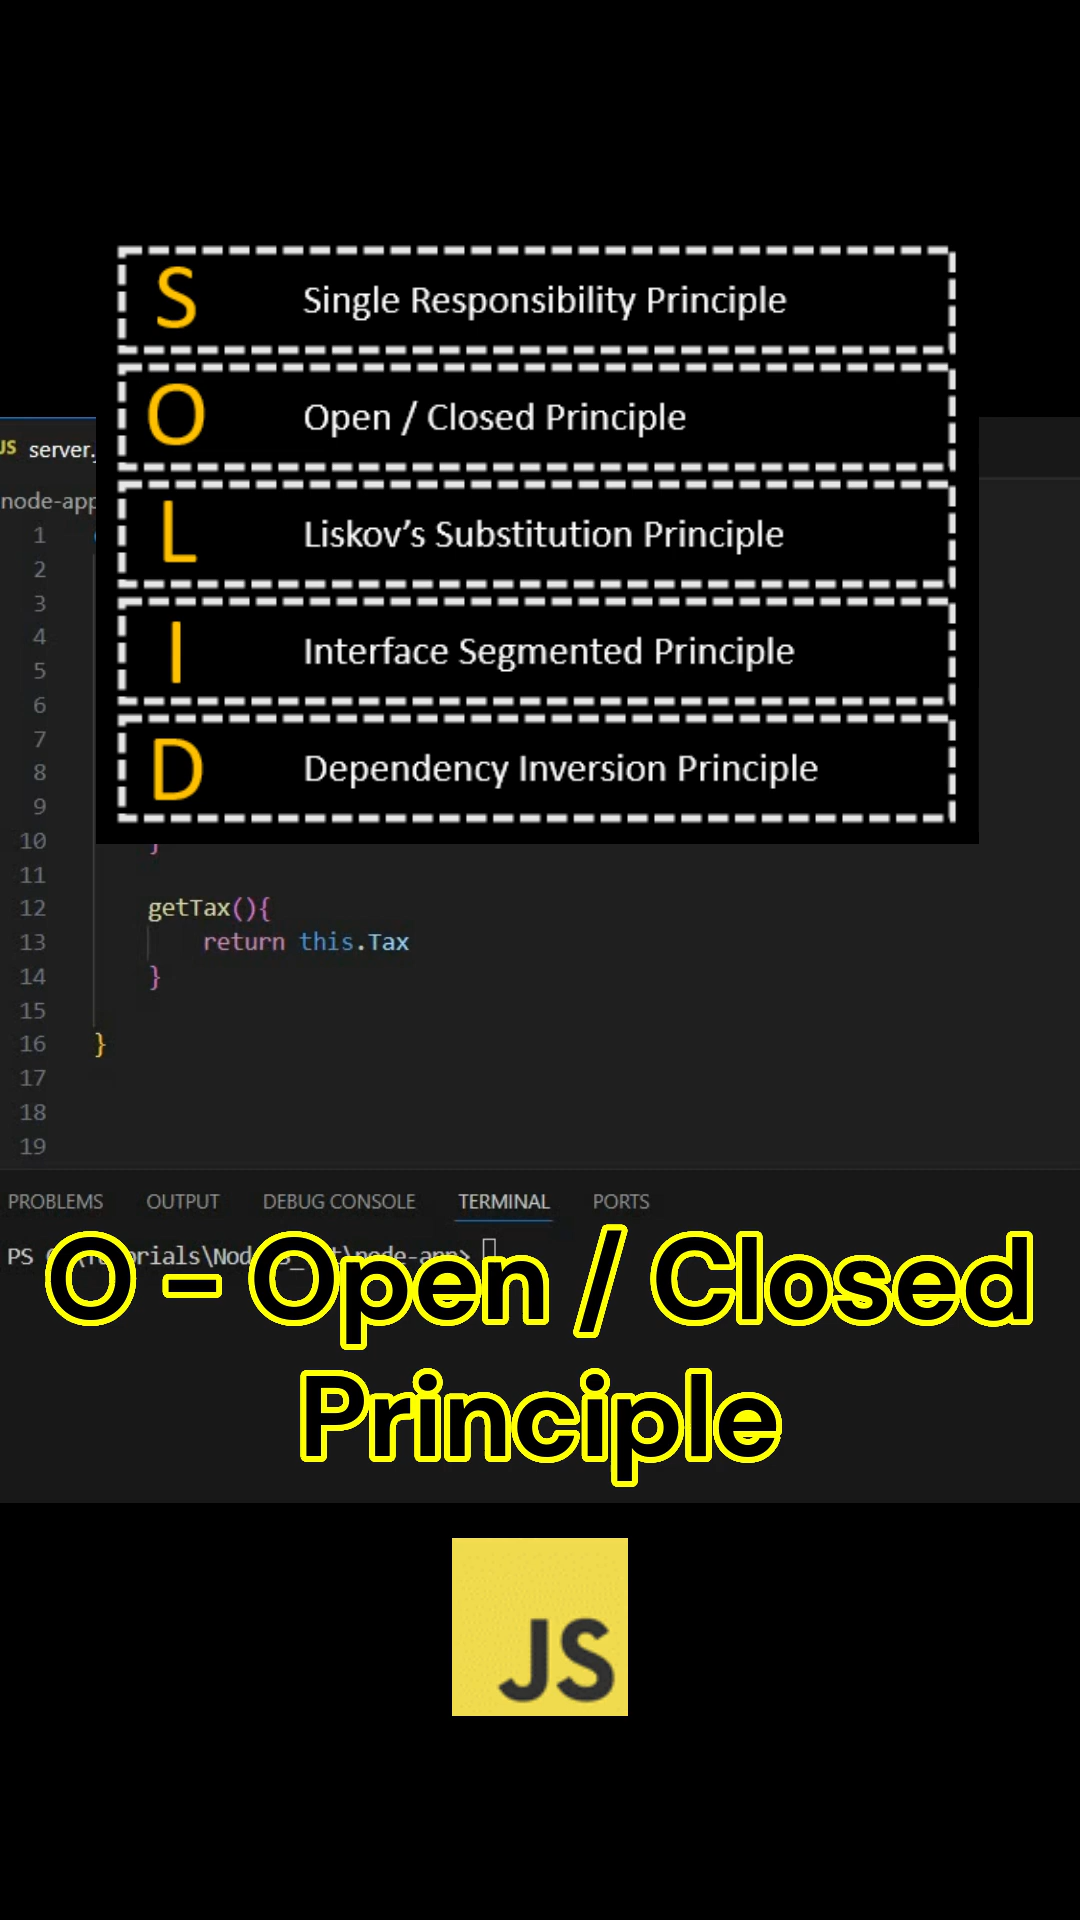 S Single Responsibility Principle
O Open / Closed Principle
L Liskov’s Substitution Principle
I Interface Segmented Principle
D Dependency Inversion Principle
JS server.
node-app
1
2
3
4
5
6
7
8
9
10 }
11
12 getTax(){
13 return this.Tax
14 }
15
16 }
17
18
19
PROBLEMS OUTPUT DEBUG CONSOLE TERMINAL PORTS
PS
O – Open / Closed
Principle
JS